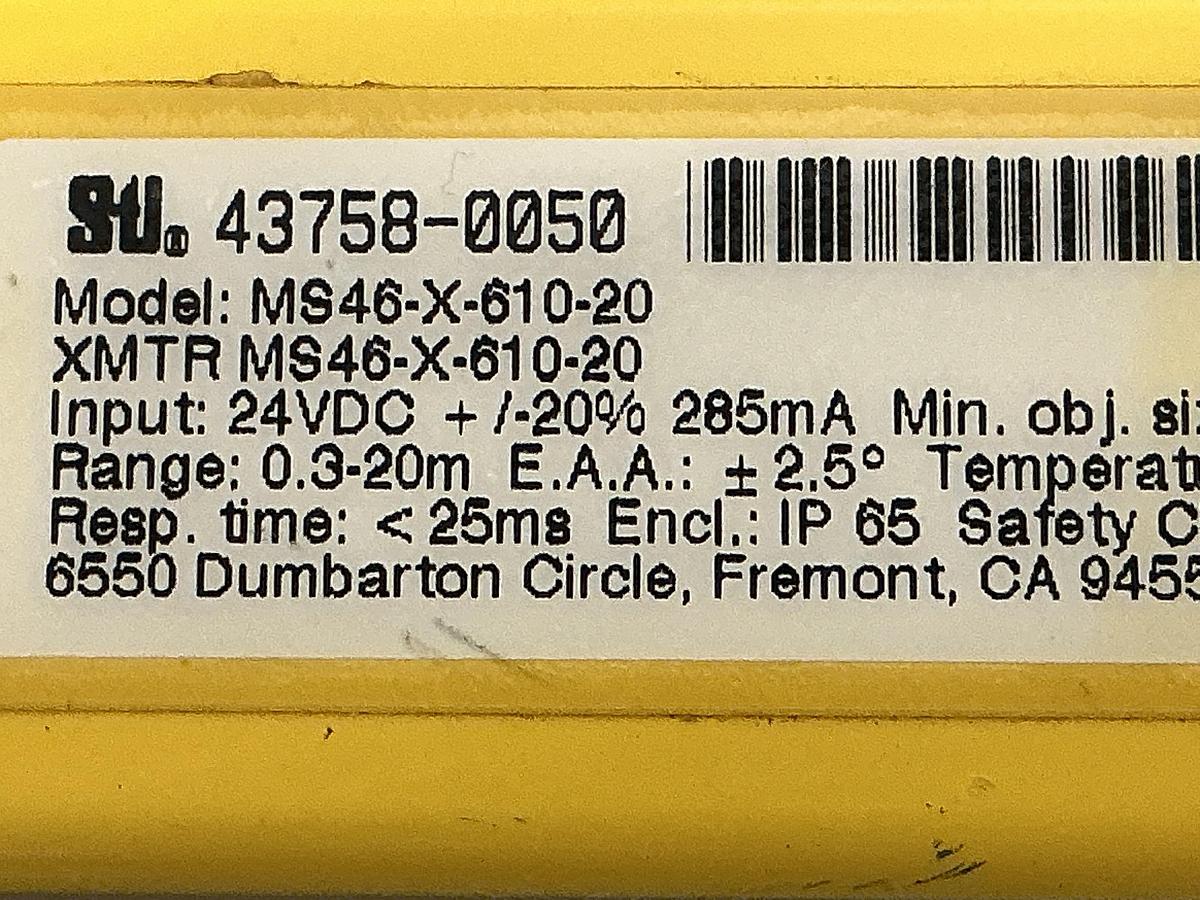 Sti® 43758-0050
Model: MS46-X-610-20
XMTR MS46-X-610-20
Input: 24VDC +/-20% 285mA Min. obj.
Range: 0.3-20m E.A.A.: ±2.5°
Resp. time: <25ms Encl.: IP 65 Safety
6550 Dumbarton Circle, Fremont, CA